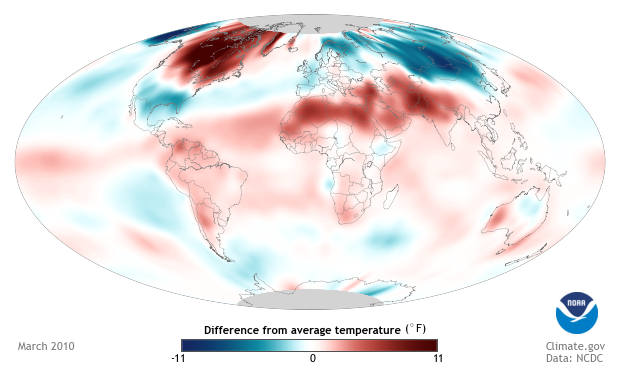 Difference from average temperature (°F)
-11 0 11
March 2010
NOAA
Climate.gov
Data: NCDC